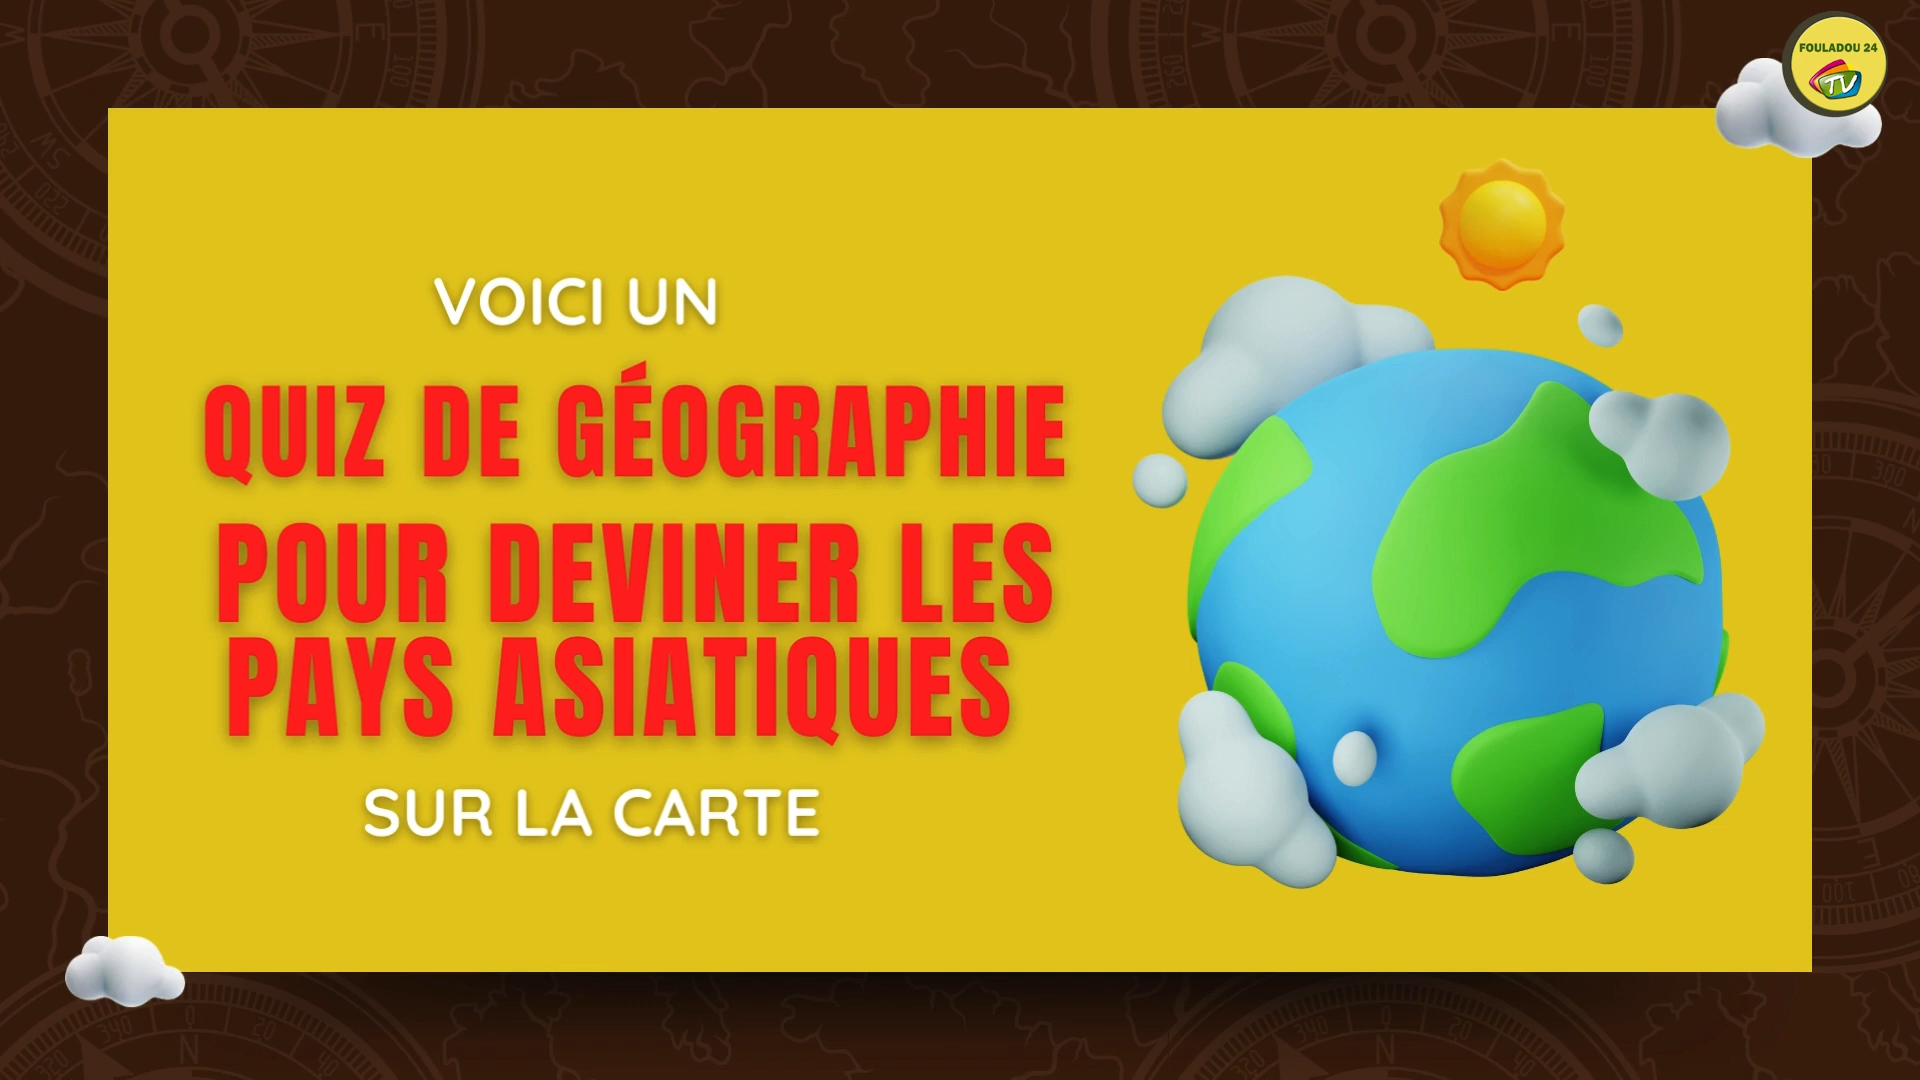 FOULADOU 24
TV
VOICI UN
QUIZ DE GÉOGRAPHIE
POUR DEVINER LES
PAYS ASIATIQUES
SUR LA CARTE